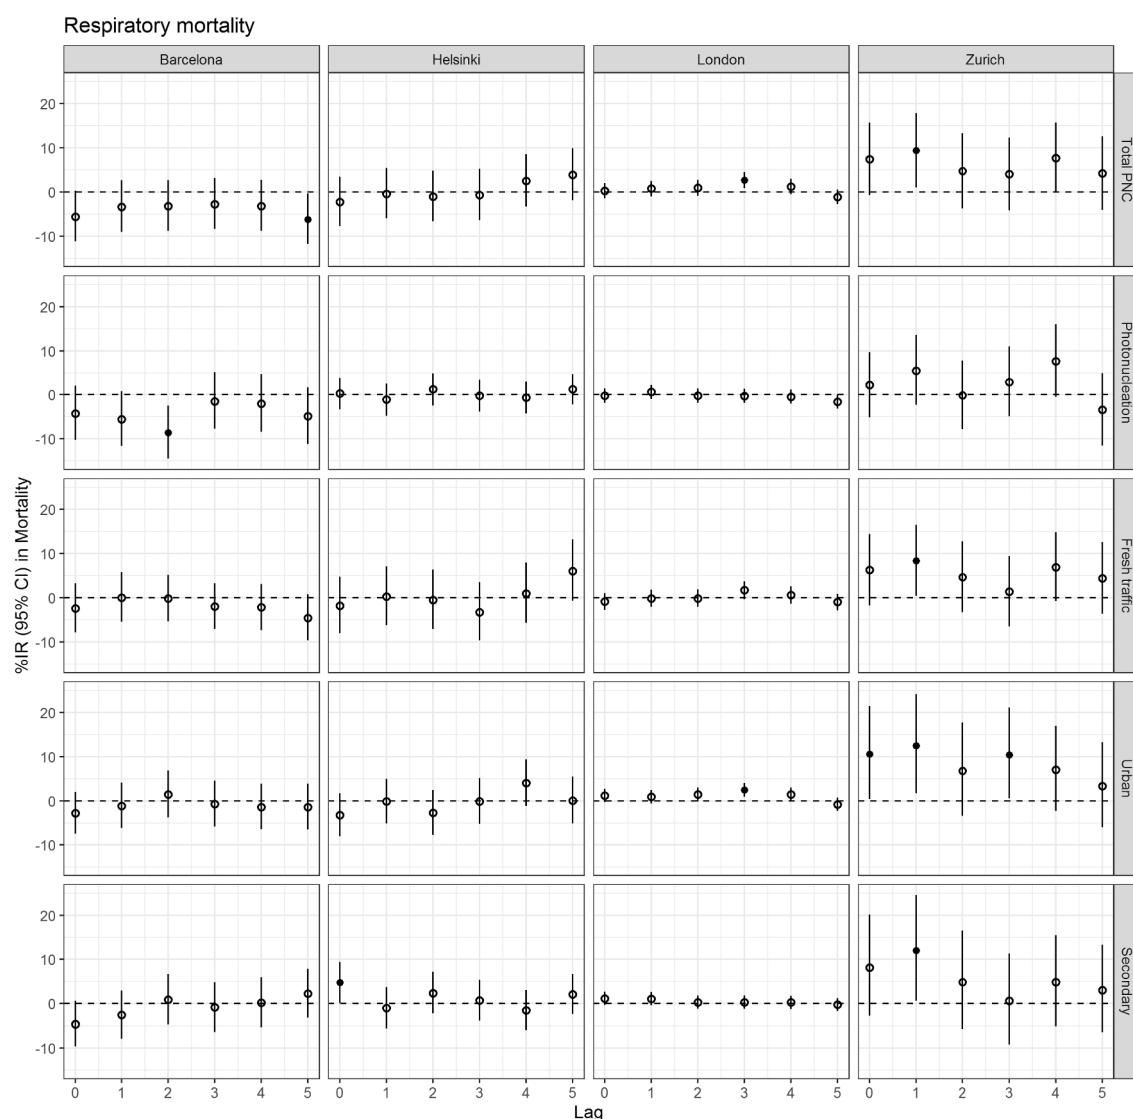 Respiratory mortality
Barcelona Helsinki London Zurich
%IR (95% CI) in Mortality
20
10
0
-10
Total PNC
20
10
0
-10
Photonucleation
20
10
0
-10
Fresh traffic
20
10
0
-10
Urban
20
10
0
-10
Secondary
0 1 2 3 4 5 0 1 2 3 4 5 0 1 2 3 4 5 0 1 2 3 4 5
Lag